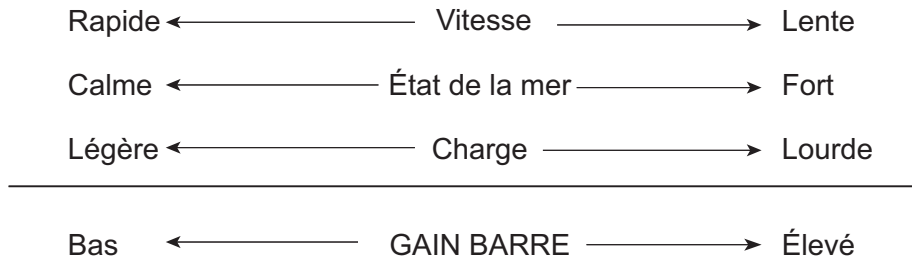 Rapide Vitesse Lente
Calme État de la mer Fort
Légère Charge Lourde
Bas GAIN BARRE Élevé